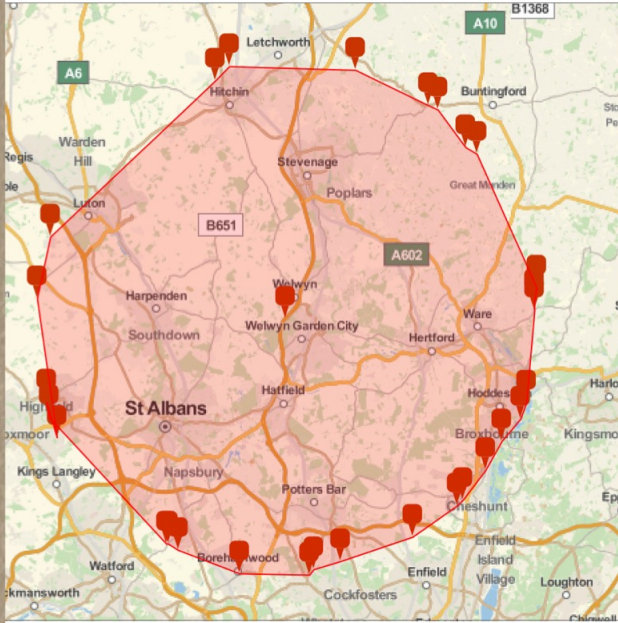 B1368
A10
Letchworth
A6
Hitchin
Buntingford
Warden
Hill
Regis
Stevenage
Poplars
Great Munden
Luton
B651
A602
Welwyn
Harpenden
Southdown
Welwyn Garden City
Ware
Hertford
Hatfield
Hoddes
Harlo
St Albans
High
oxmoor
Broxbourne
Kingsmo
Kings Langley
Napsbury
Potters Bar
Cheshunt
Epp
Enfield
Island
Village
Watford
Borehamwood
Enfield
Cockfosters
Loughton
ckmansworth
Chigwell